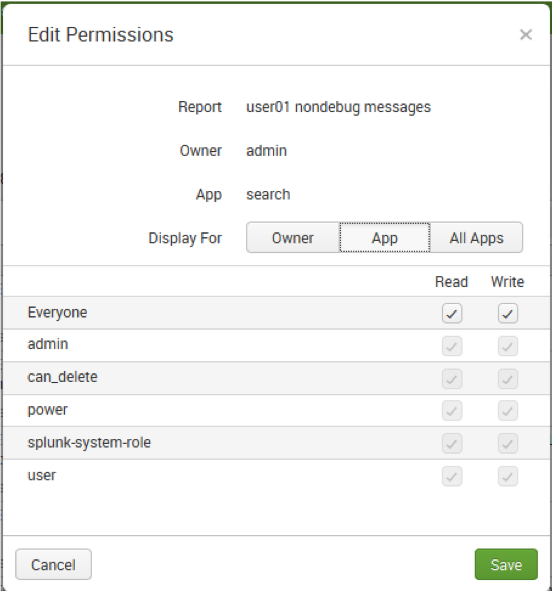 Edit Permissions
Report user01 nondebug messages
Owner admin
App search
Display For Owner App All Apps
Read Write
Everyone
admin
can_delete
power
splunk-system-role
user
Cancel Save